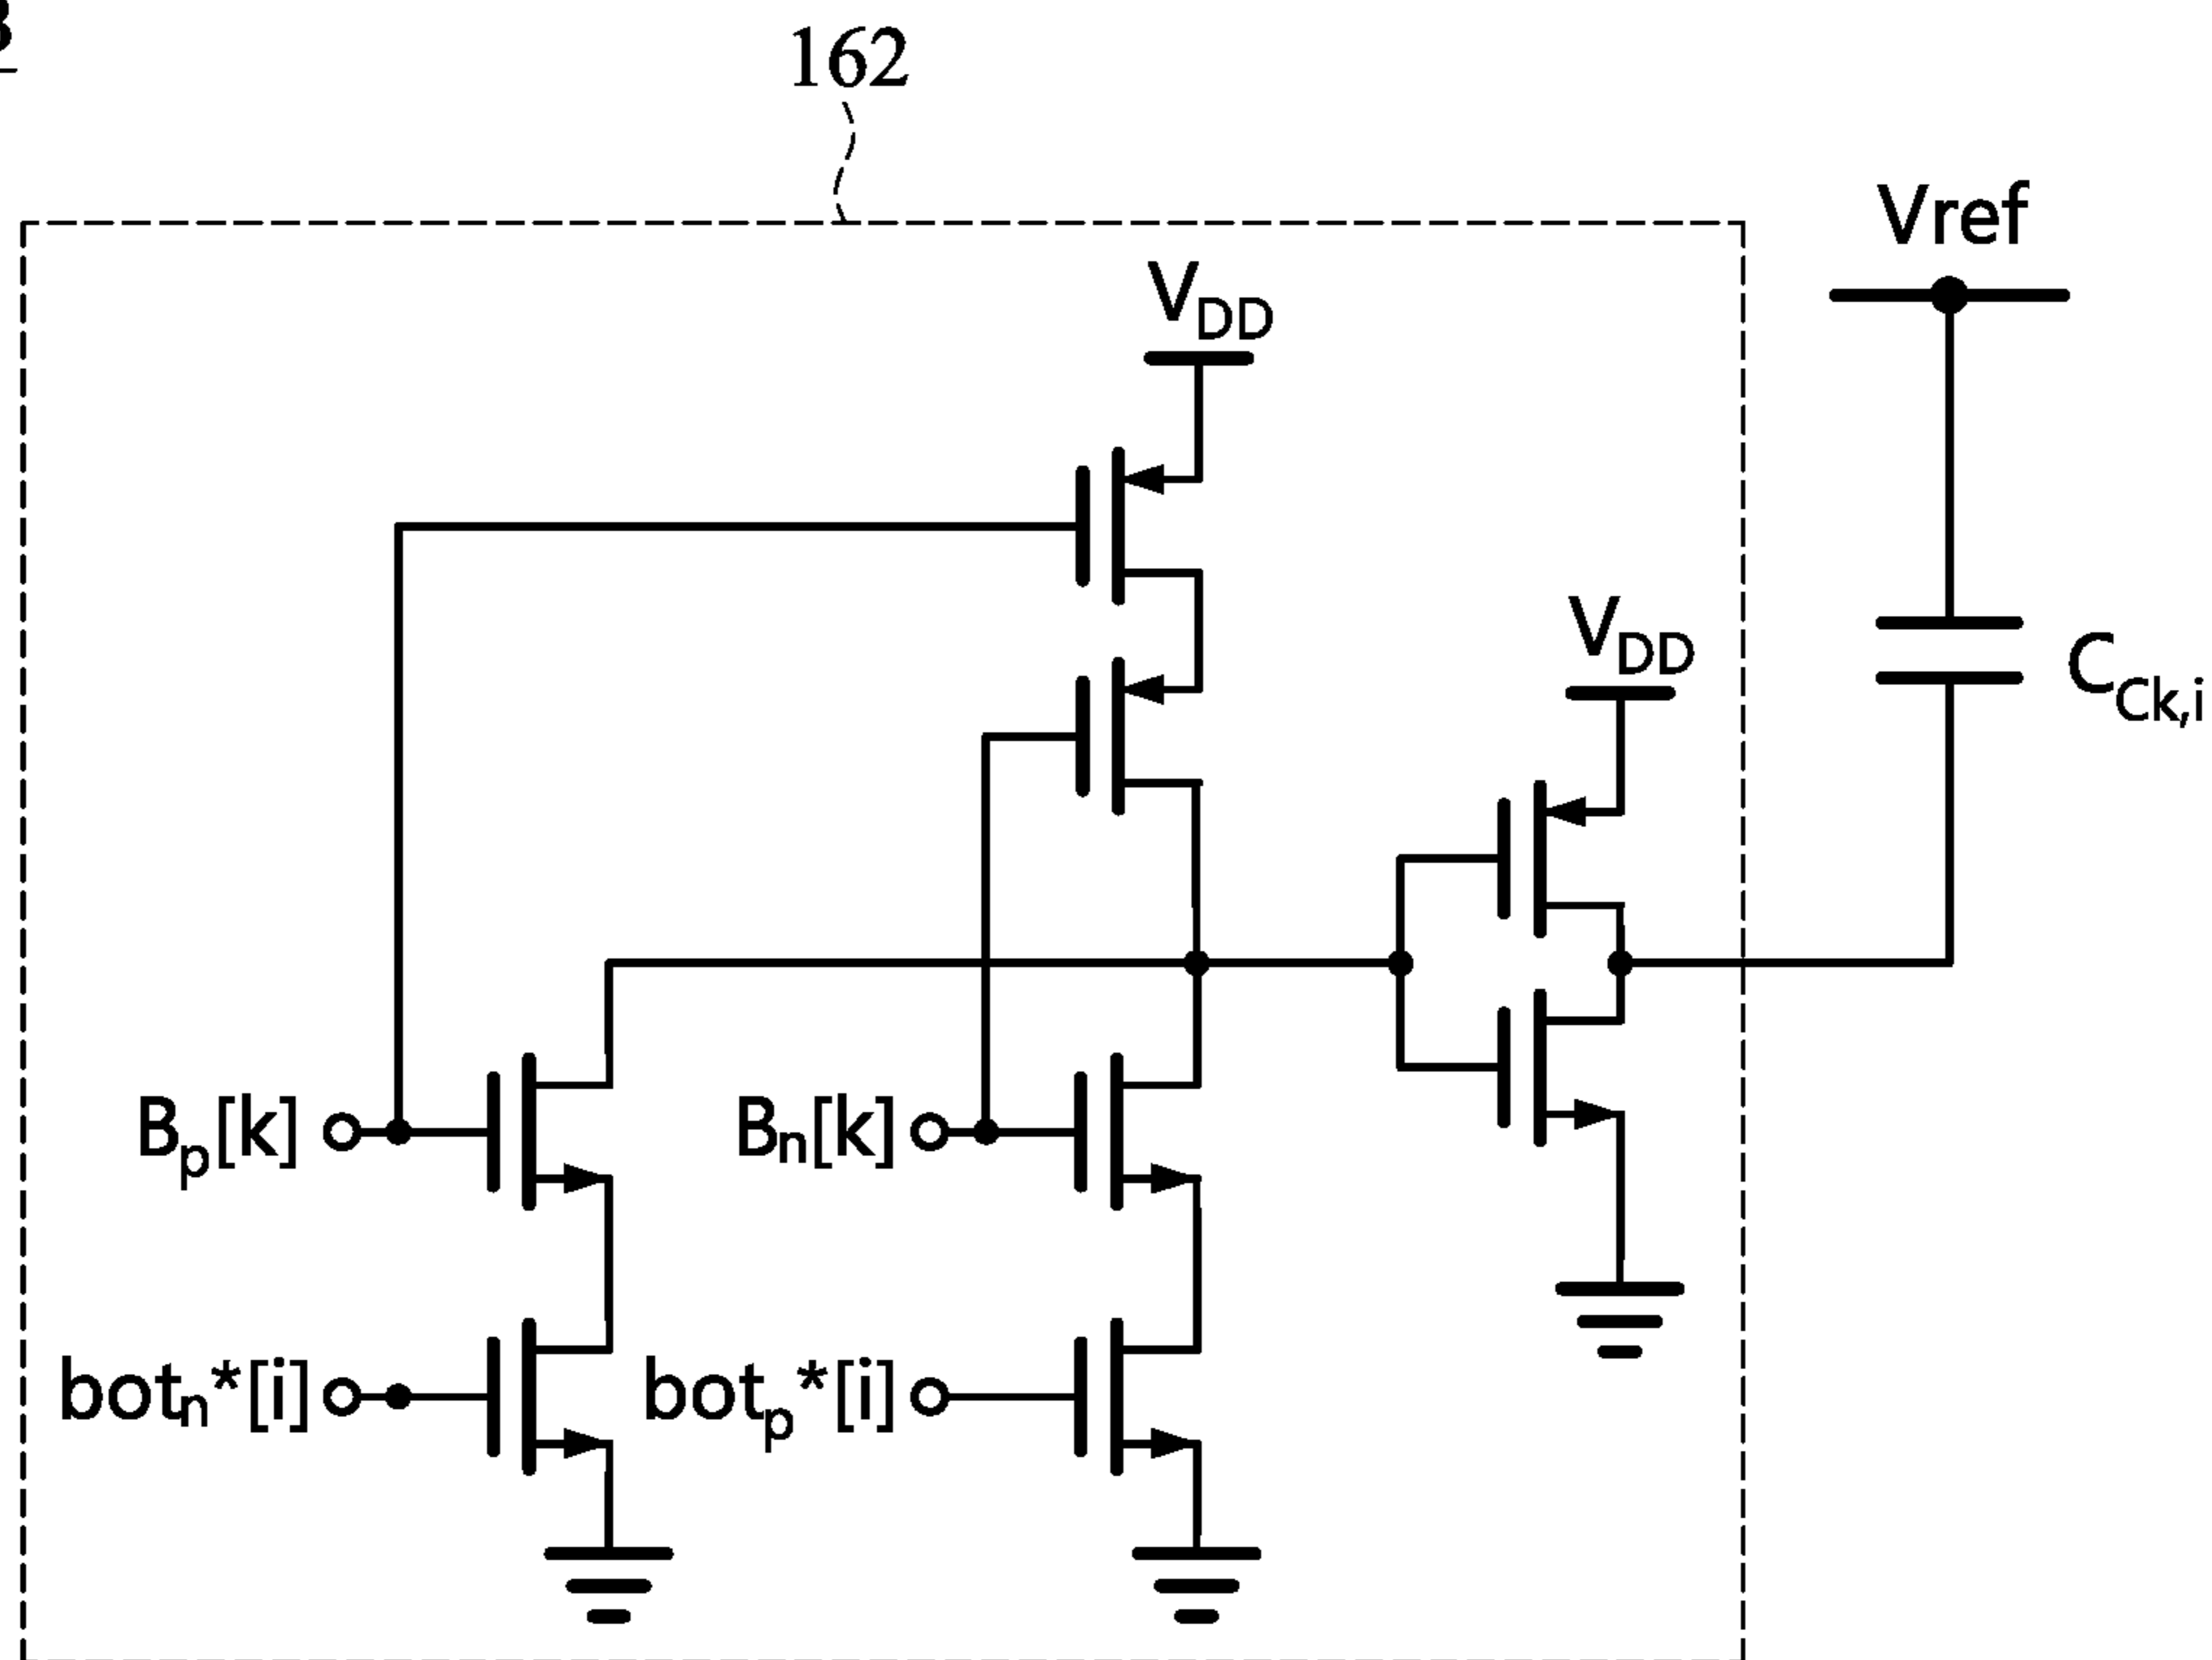 162
Vref
VDD
VDD
CCk,i
Bp[k]
Bn[k]
botn*[i]
botp*[i]